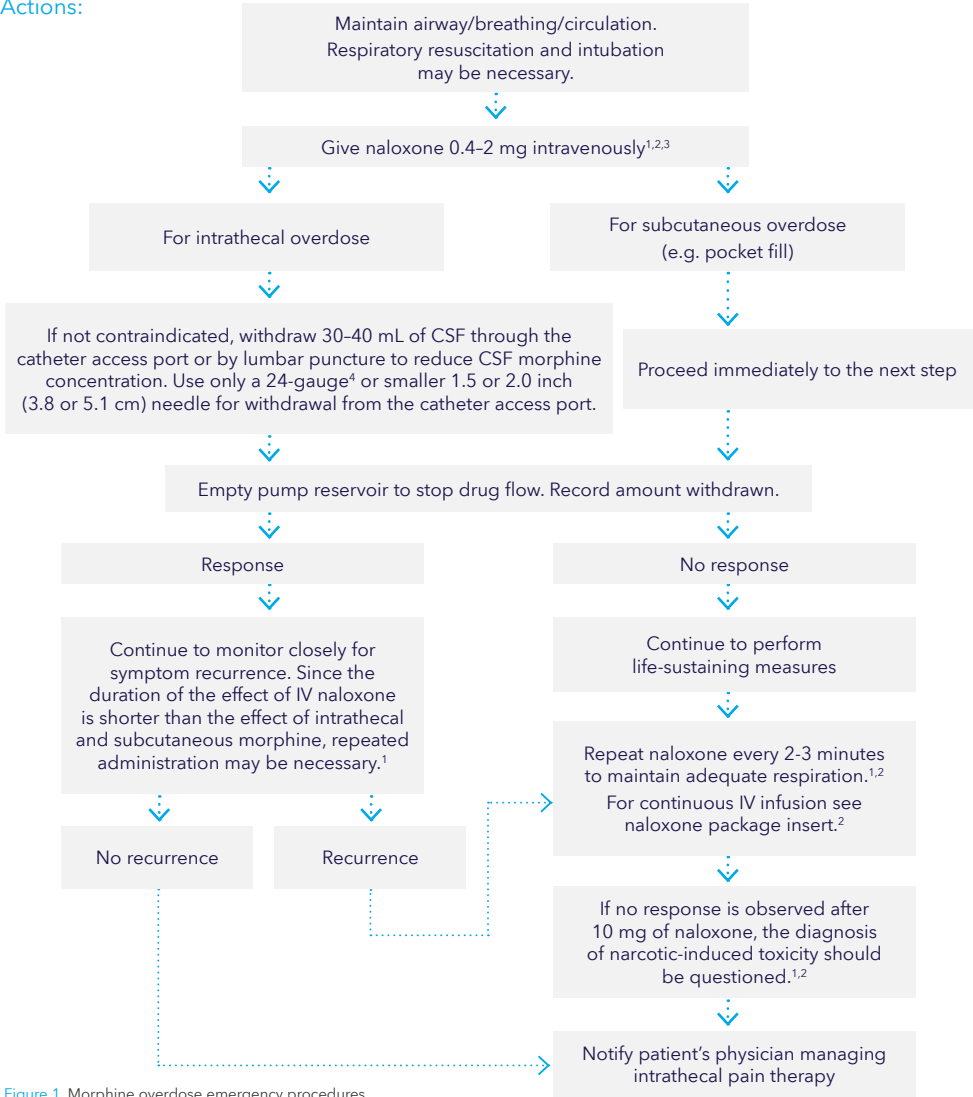 Actions:
Maintain airway/breathing/circulation.
Respiratory resuscitation and intubation
may be necessary.
Give naloxone 0.4–2 mg intravenously1,2,3
For intrathecal overdose
For subcutaneous overdose
(e.g. pocket fill)
If not contraindicated, withdraw 30–40 mL of CSF through the
catheter access port or by lumbar puncture to reduce CSF morphine
concentration. Use only a 24-gauge4 or smaller 1.5 or 2.0 inch
(3.8 or 5.1 cm) needle for withdrawal from the catheter access port.
Proceed immediately to the next step
Empty pump reservoir to stop drug flow. Record amount withdrawn.
Response
No response
Continue to monitor closely for
symptom recurrence. Since the
duration of the effect of IV naloxone
is shorter than the effect of intrathecal
and subcutaneous morphine, repeated
administration may be necessary.1
Continue to perform
life-sustaining measures
Repeat naloxone every 2-3 minutes
to maintain adequate respiration.1,2
For continuous IV infusion see
naloxone package insert.2
No recurrence
Recurrence
If no response is observed after
10 mg of naloxone, the diagnosis
of narcotic-induced toxicity should
be questioned.1,2
Notify patient's physician managing
intrathecal pain therapy
Figure 1. Morphine overdose emergency procedures